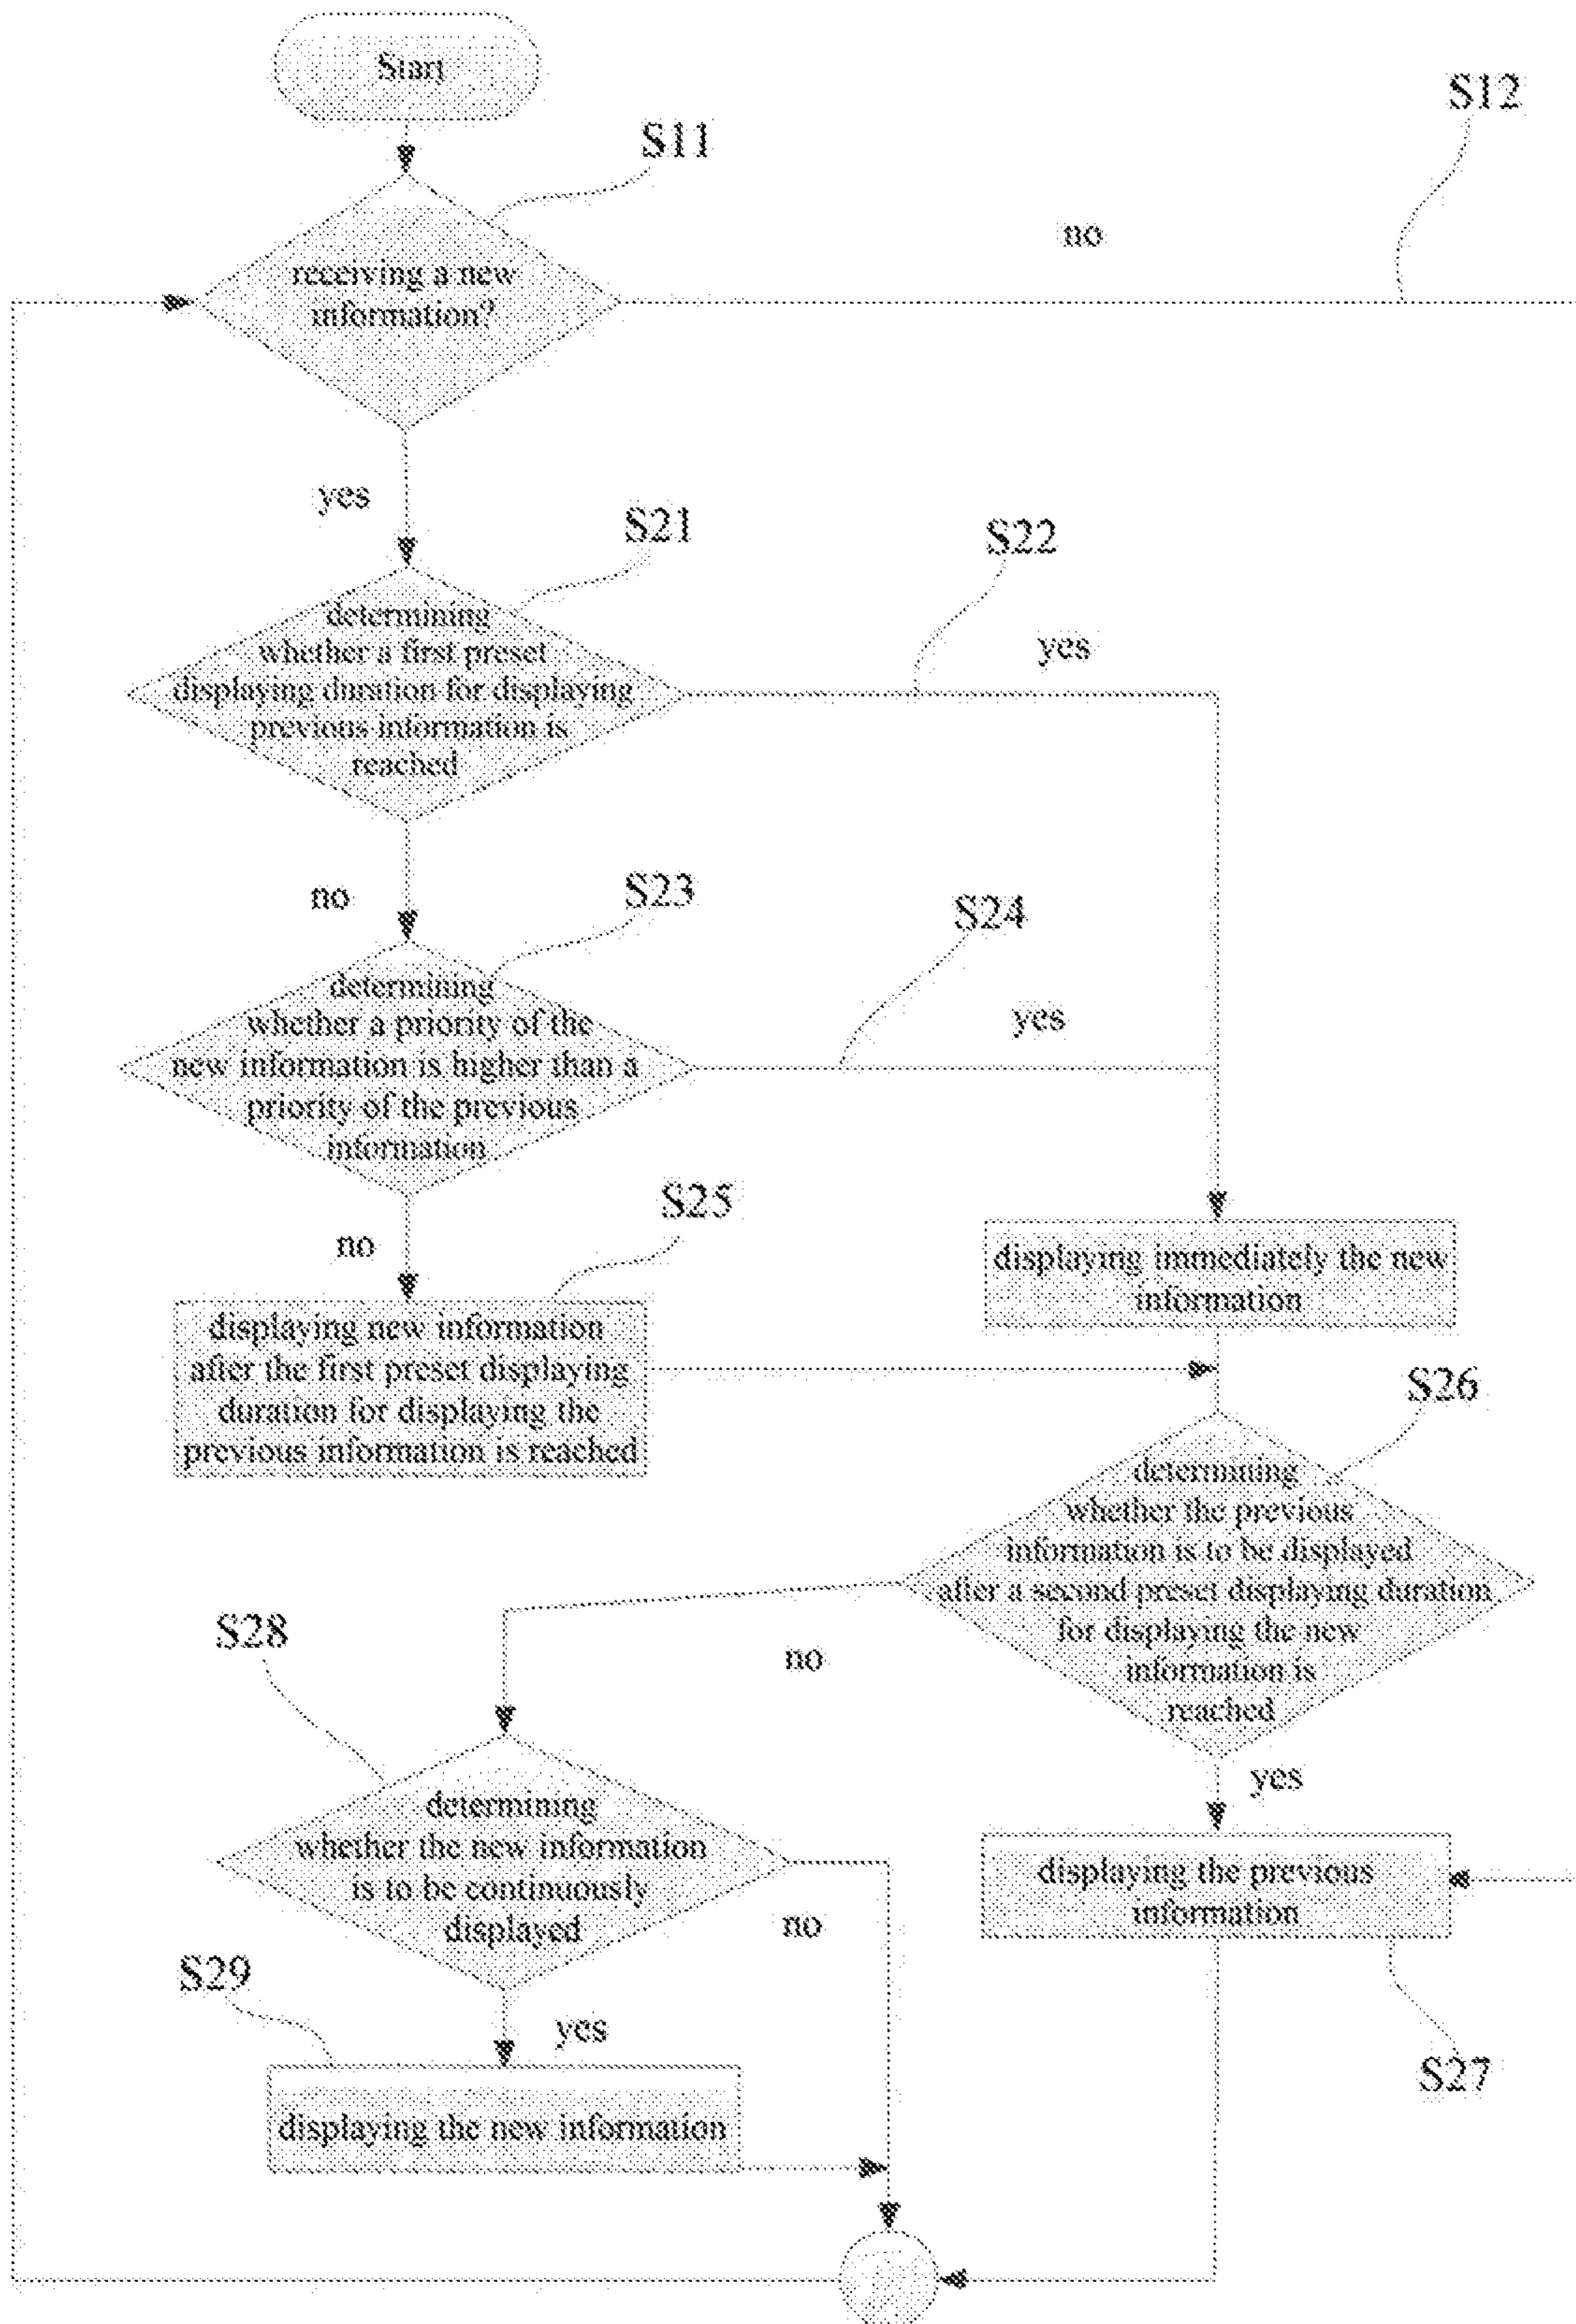 Start
S12
S11
no
receiving a new
information?
yes
S21
S22
determining
whether a first preset
displaying duration for displaying
previous information is
reached
yes
no
S23
S24
determining
whether a priority of the
new information is higher than a
priority of the previous
information
yes
no
S25
displaying immediately the new
information
displaying new information
after the first preset displaying
duration for displaying the
previous information is reached
S26
determining
whether the previous
information is to be displayed
after a second preset displaying duration
for displaying the new
information is
reached
no
yes
S28
determining
whether the new information
is to be continuously
displayed
no
displaying the previous
information
S29
yes
S27
displaying the new information